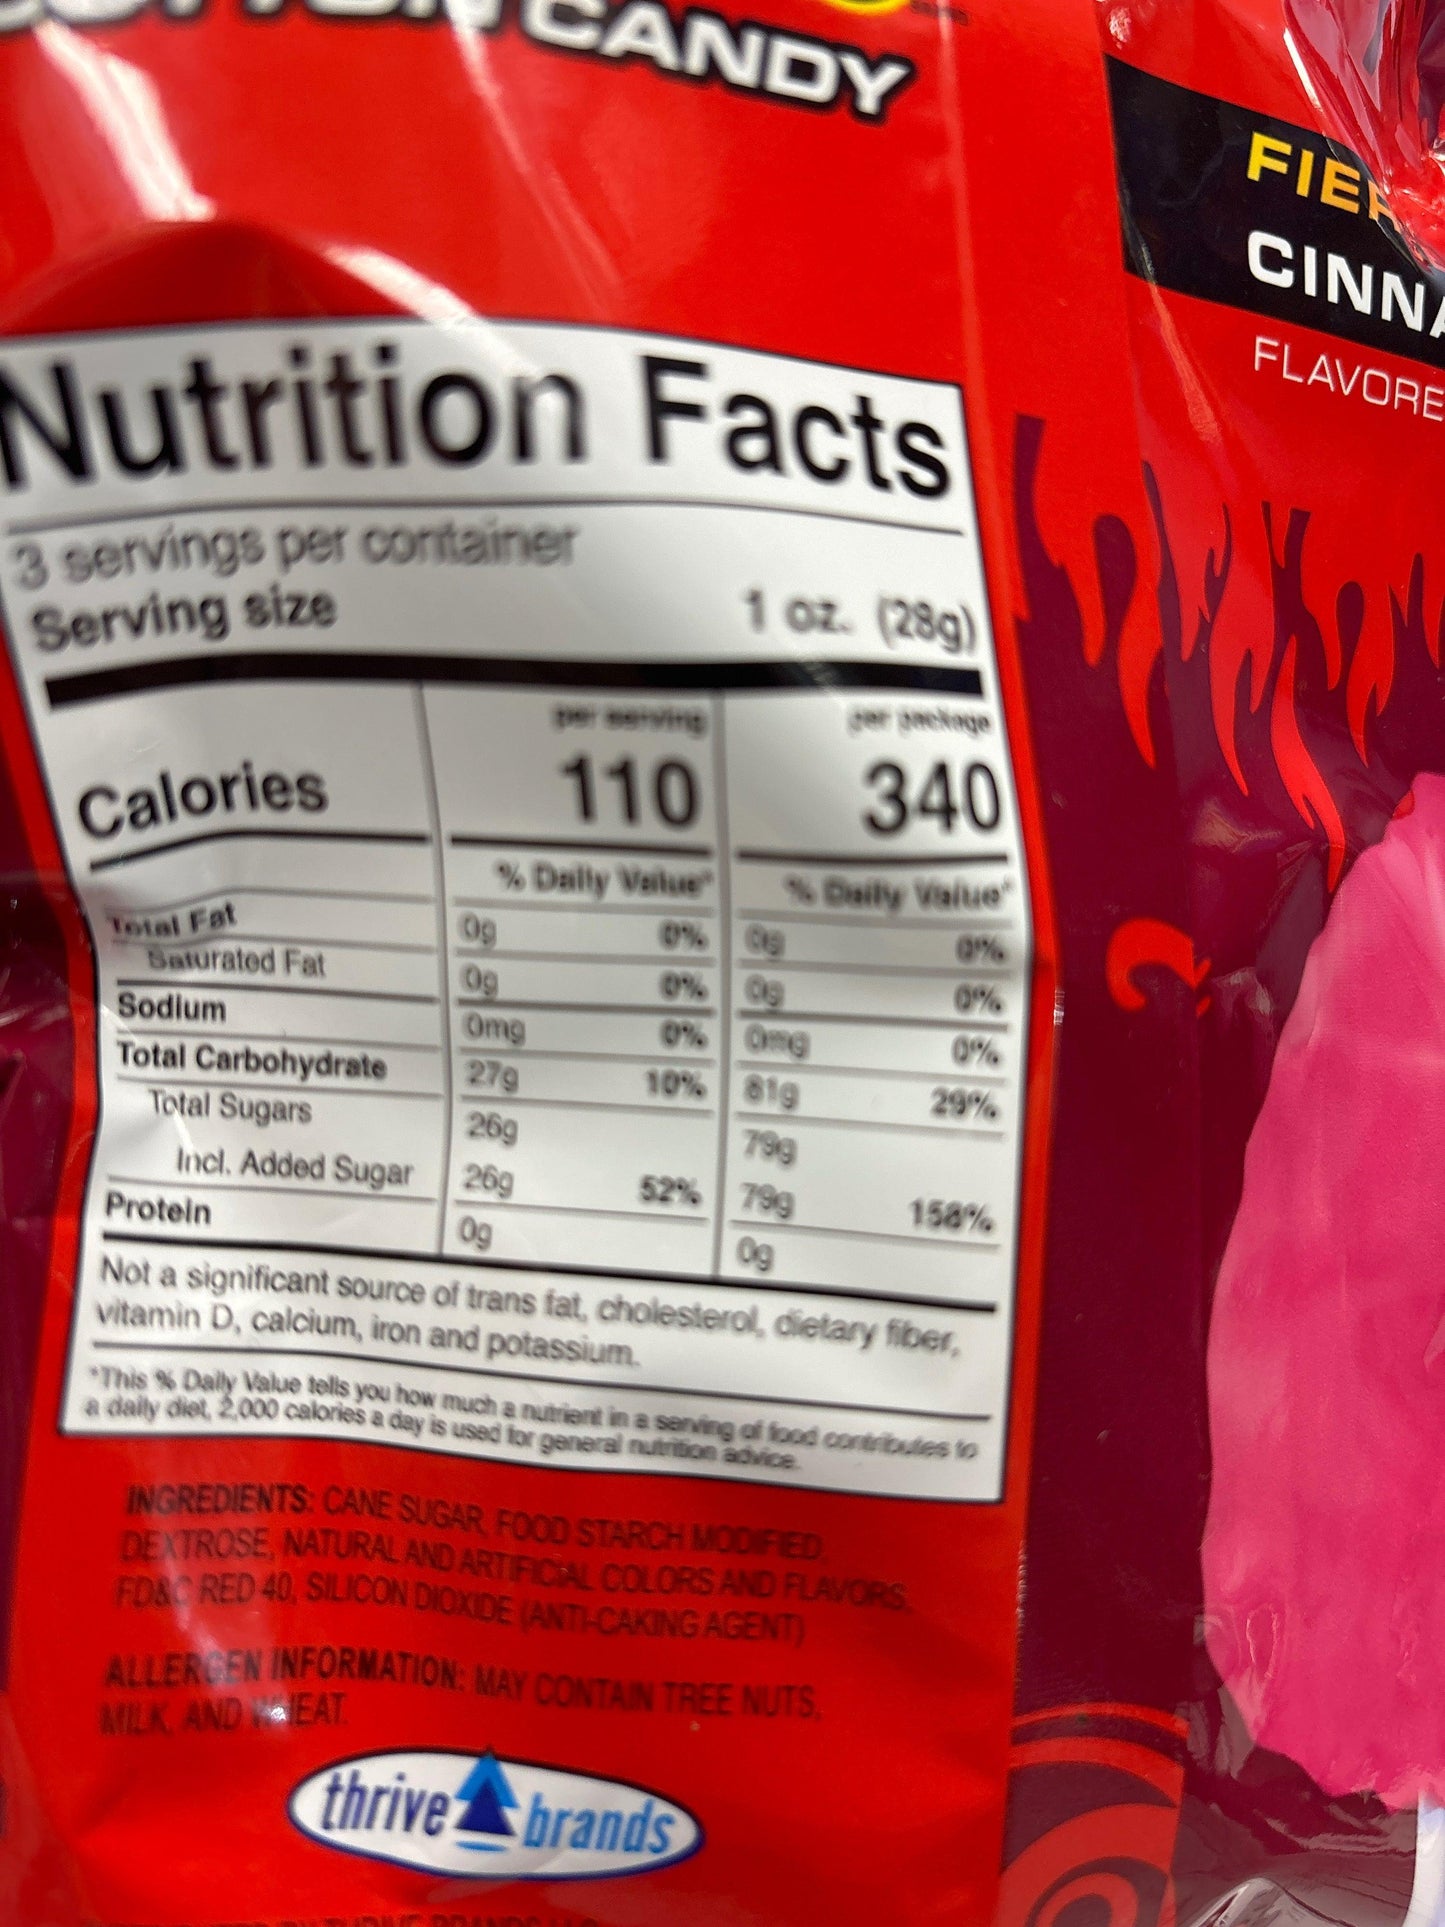 CANDY
CINN
FLAVORE
Nutrition Facts
3 servings per container
Serving size 1 oz. (28g)
per serving per package
Calories 110 340
% Daily Value* % Daily Value*
Total Fat 0g 0% 0g 0%
Saturated Fat 0g 0% 0g 0%
Sodium 0mg 0% 0mg 0%
Total Carbohydrate 27g 10% 81g 29%
Total Sugars 26g 79g
Incl. Added Sugar 26g 52% 79g 158%
Protein 0g 0g
Not a significant source of trans fat, cholesterol, dietary fiber,
vitamin D, calcium, iron and potassium.
*This % Daily Value tells you how much a nutrient in a serving of food contributes to
a daily diet, 2,000 calories a day is used for general nutrition advice.
INGREDIENTS: CANE SUGAR, FOOD STARCH MODIFIED,
DEXTROSE, NATURAL AND ARTIFICIAL COLORS AND FLAVORS,
FD&C RED 40, SILICON DIOXIDE (ANTI-CAKING AGENT)
ALLERGEN INFORMATION: MAY CONTAIN TREE NUTS,
MILK, AND WHEAT.
thrive brands